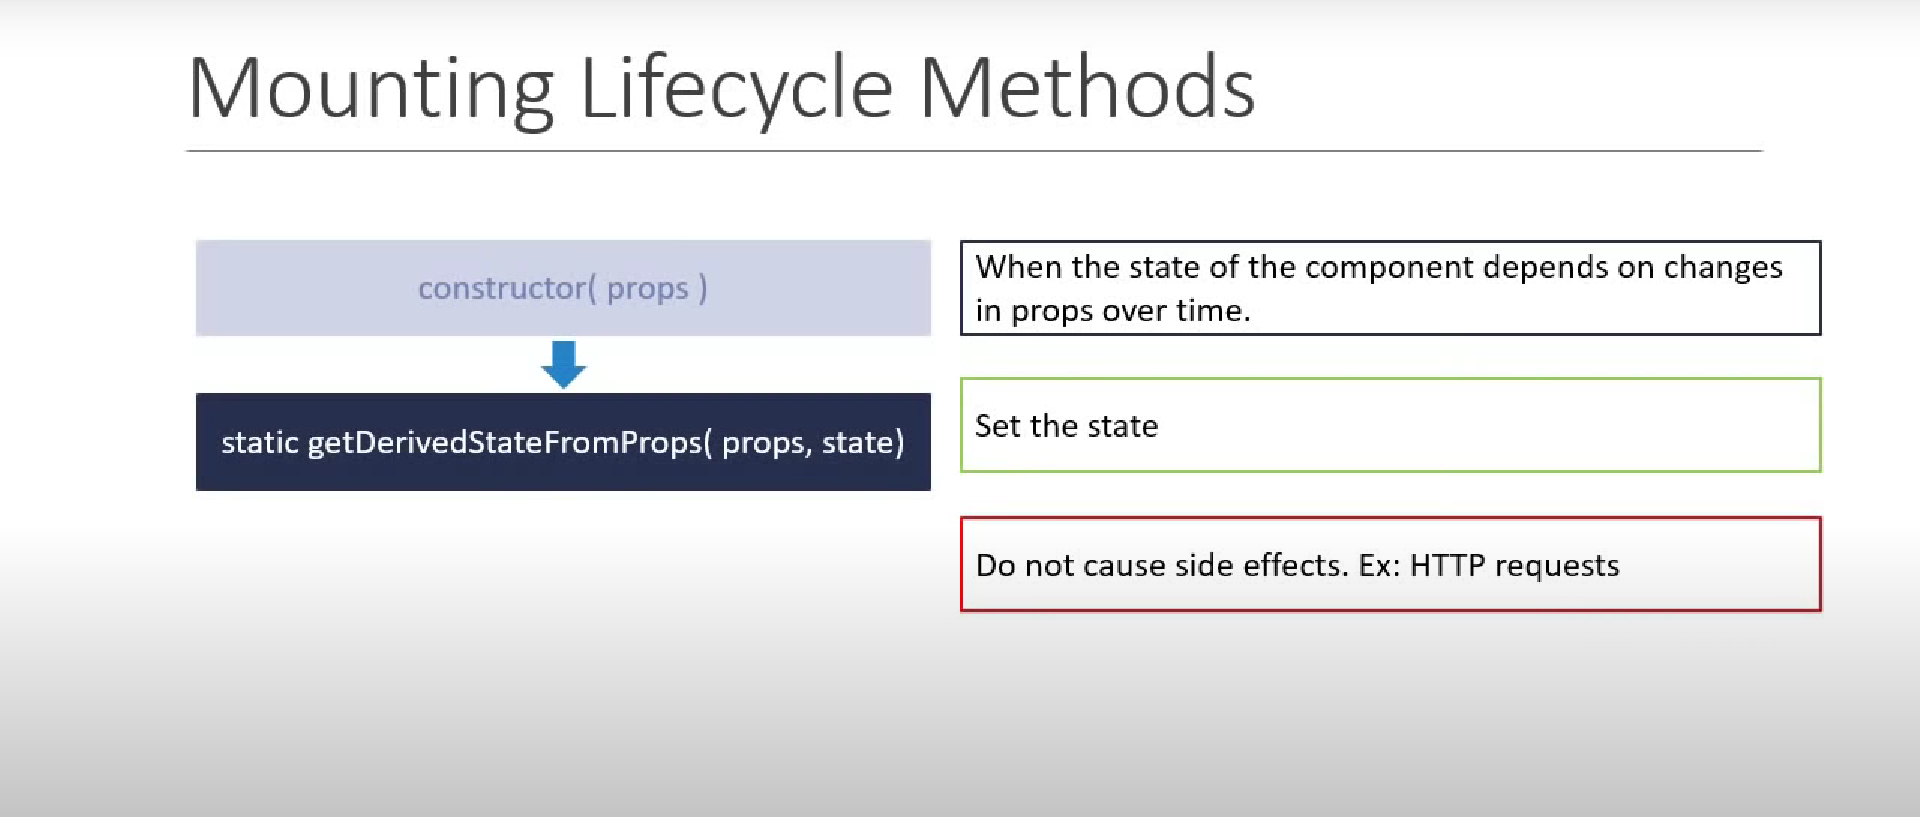 Mounting Lifecycle Methods
constructor( props )
static getDerivedStateFromProps( props, state)
When the state of the component depends on changes
in props over time.
Set the state
Do not cause side effects. Ex: HTTP requests